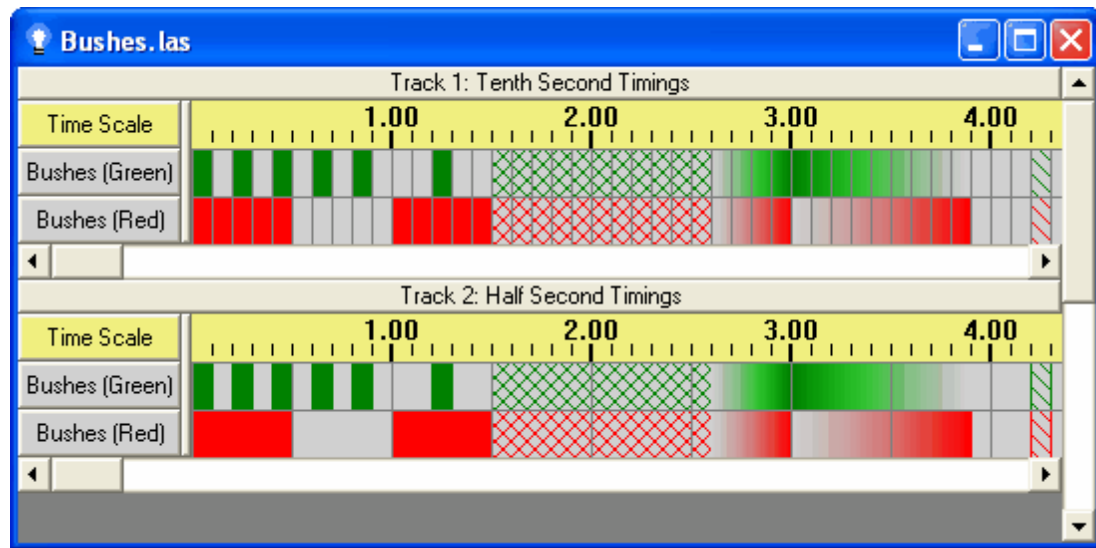 Bushes.las
Track 1: Tenth Second Timings
Time Scale 1.00 2.00 3.00 4.00
Bushes (Green)
Bushes (Red)
Track 2: Half Second Timings
Time Scale 1.00 2.00 3.00 4.00
Bushes (Green)
Bushes (Red)